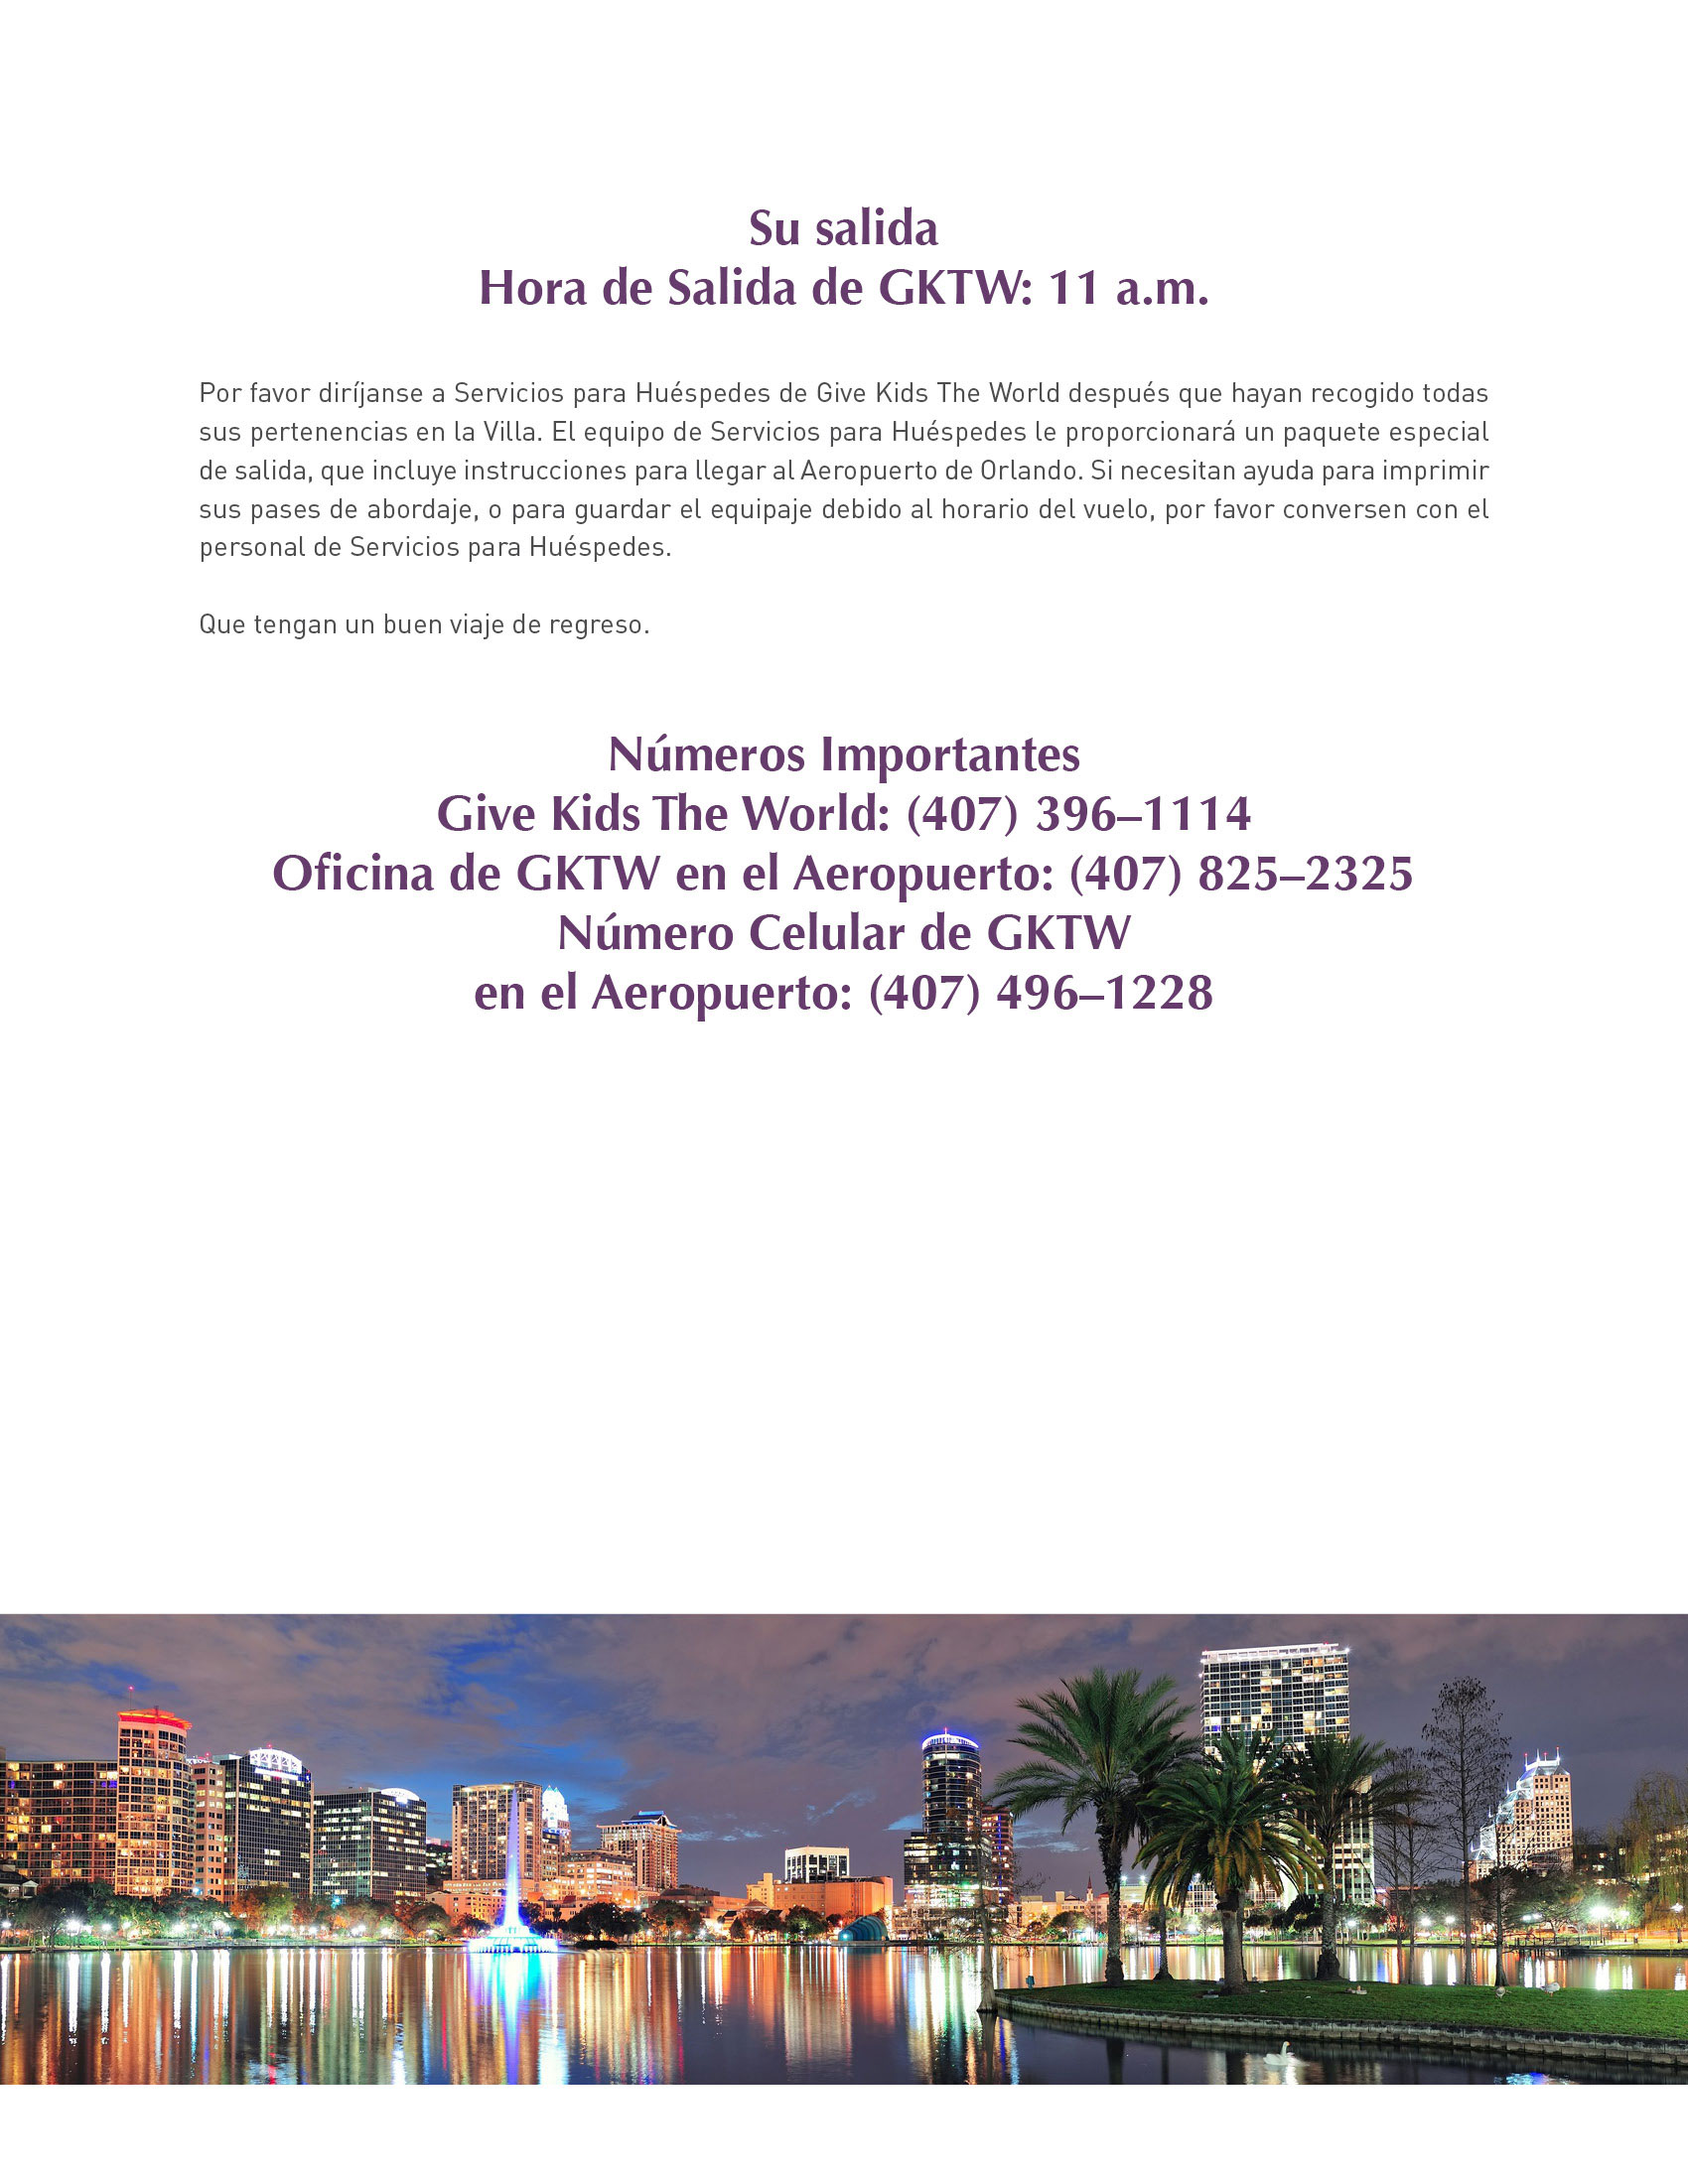 Su salida
Hora de Salida de GKTW: 11 a.m.
Por favor diríjanse a Servicios para Huéspedes de Give Kids The World después que hayan recogido todas
sus pertenencias en la Villa. El equipo de Servicios para Huéspedes le proporcionará un paquete especial
de salida, que incluye instrucciones para llegar al Aeropuerto de Orlando. Si necesitan ayuda para imprimir
sus pases de abordaje, o para guardar el equipaje debido al horario del vuelo, por favor conversen con el
personal de Servicios para Huéspedes.
Que tengan un buen viaje de regreso.
Números Importantes
Give Kids The World: (407) 396–1114
Oficina de GKTW en el Aeropuerto: (407) 825–2325
Número Celular de GKTW
en el Aeropuerto: (407) 496–1228